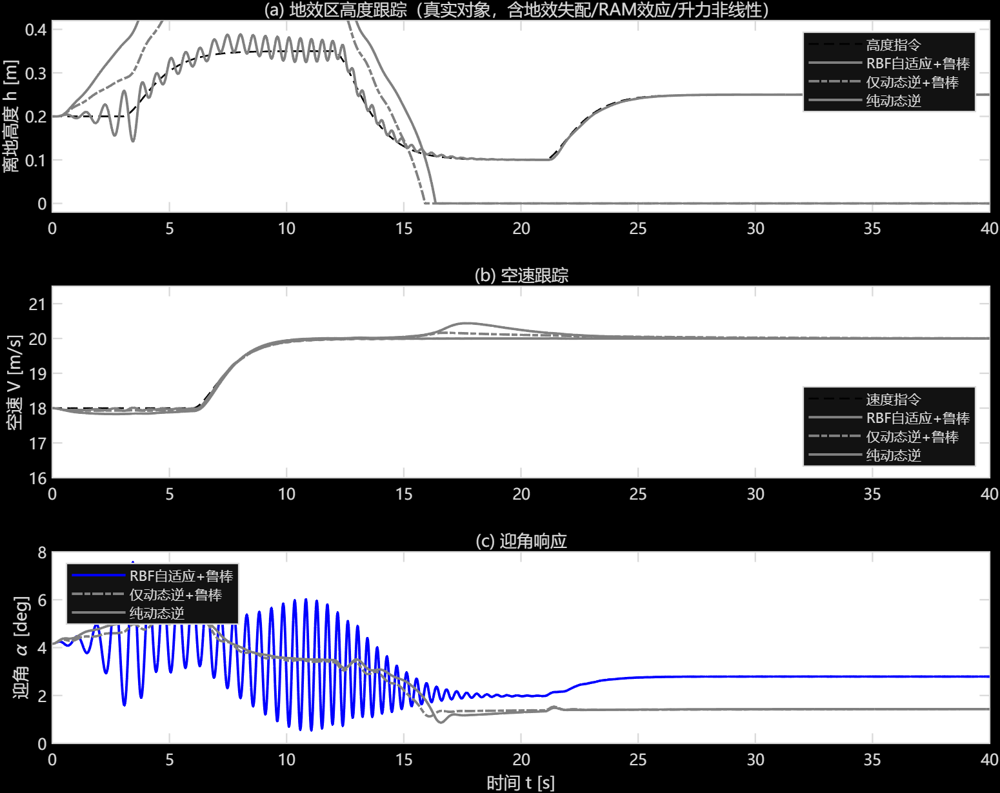 (a) 地效区高度跟踪（真实对象，含地效失配/RAM效应/升力非线性）
离地高度 h [m]
0.4
0.3
0.2
0.1
0
0 5 10 15 20 25 30 35 40
高度指令
RBF自适应+鲁棒
仅动态逆+鲁棒
纯动态逆
(b) 空速跟踪
空速 V [m/s]
21
20
19
18
17
16
0 5 10 15 20 25 30 35 40
速度指令
RBF自适应+鲁棒
仅动态逆+鲁棒
纯动态逆
(c) 迎角响应
迎角 α [deg]
8
6
4
2
0
RBF自适应+鲁棒
仅动态逆+鲁棒
纯动态逆
0 5 10 15 20 25 30 35 40
时间 t [s]